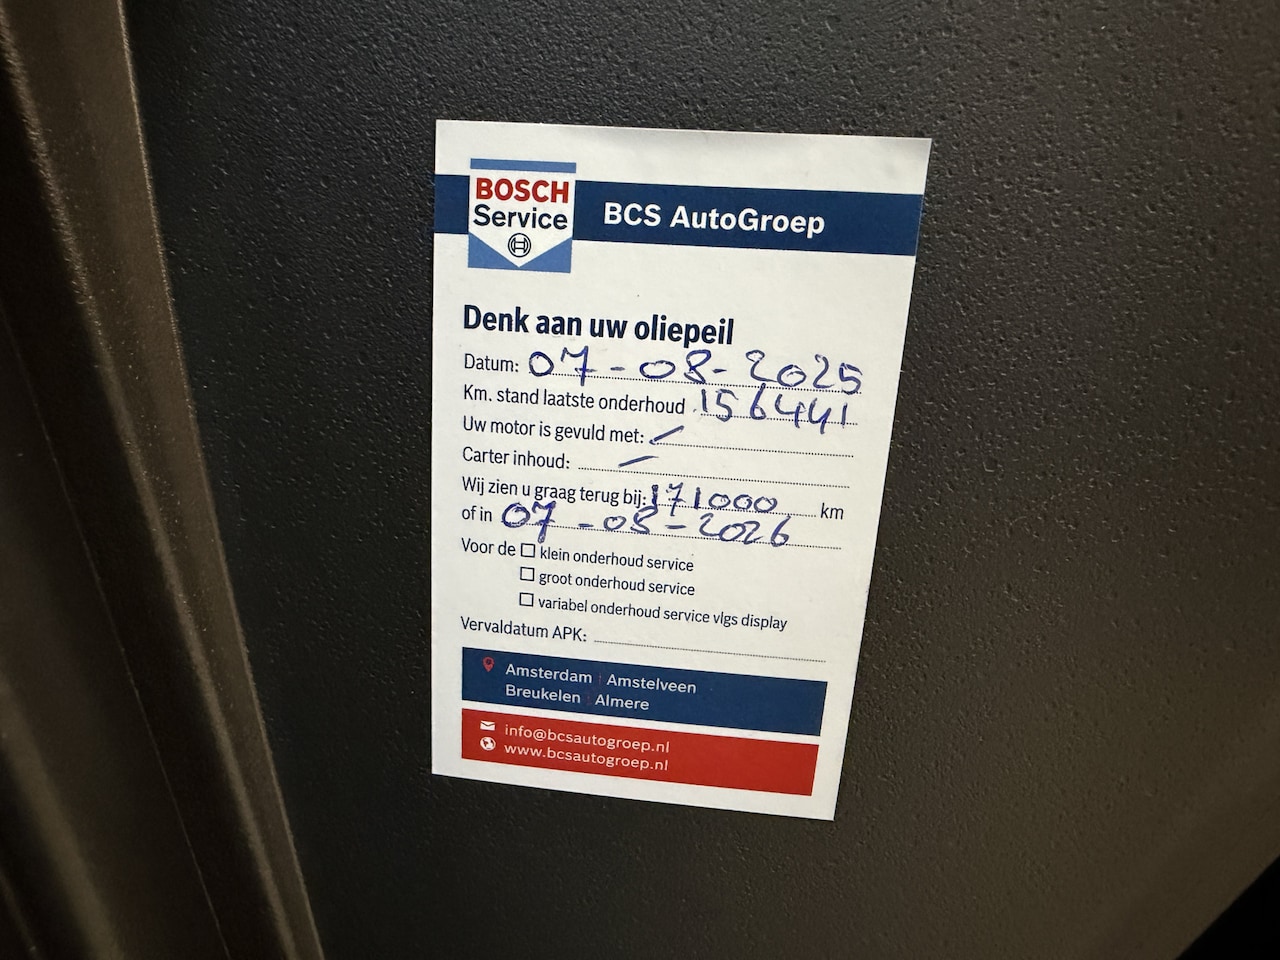 BOSCH
Service
BCS AutoGroep
Denk aan uw oliepeil
Datum: 07-08-2025
Km. stand laatste onderhoud 156441
Uw motor is gevuld met: /
Carter inhoud: /
Wij zien u graag terug bij: 171000 km
of in 07-08-2026
Voor de ☐ klein onderhoud service
☐ groot onderhoud service
☐ variabel onderhoud service vlgs display
Vervaldatum APK:
Amsterdam | Amstelveen
Breukelen | Almere
info@bcsautogroep.nl
www.bcsautogroep.nl